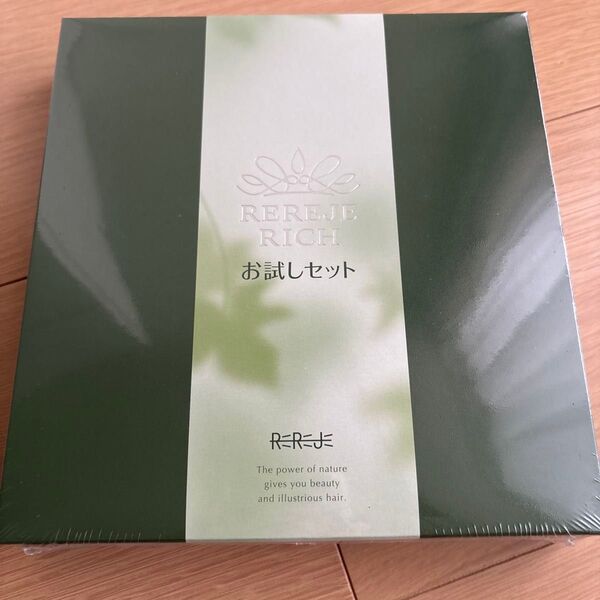 REREJE
RICH
お試しセット
REREJE
The power of nature
gives you beauty
and illustrious hair.